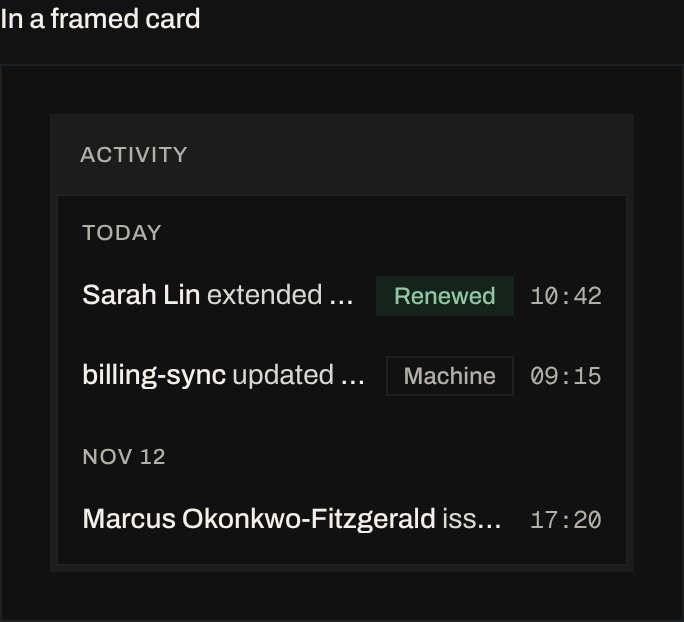 In a framed card
ACTIVITY
TODAY
Sarah Lin extended ... Renewed 10:42
billing-sync updated ... Machine 09:15
NOV 12
Marcus Okonkwo-Fitzgerald iss... 17:20